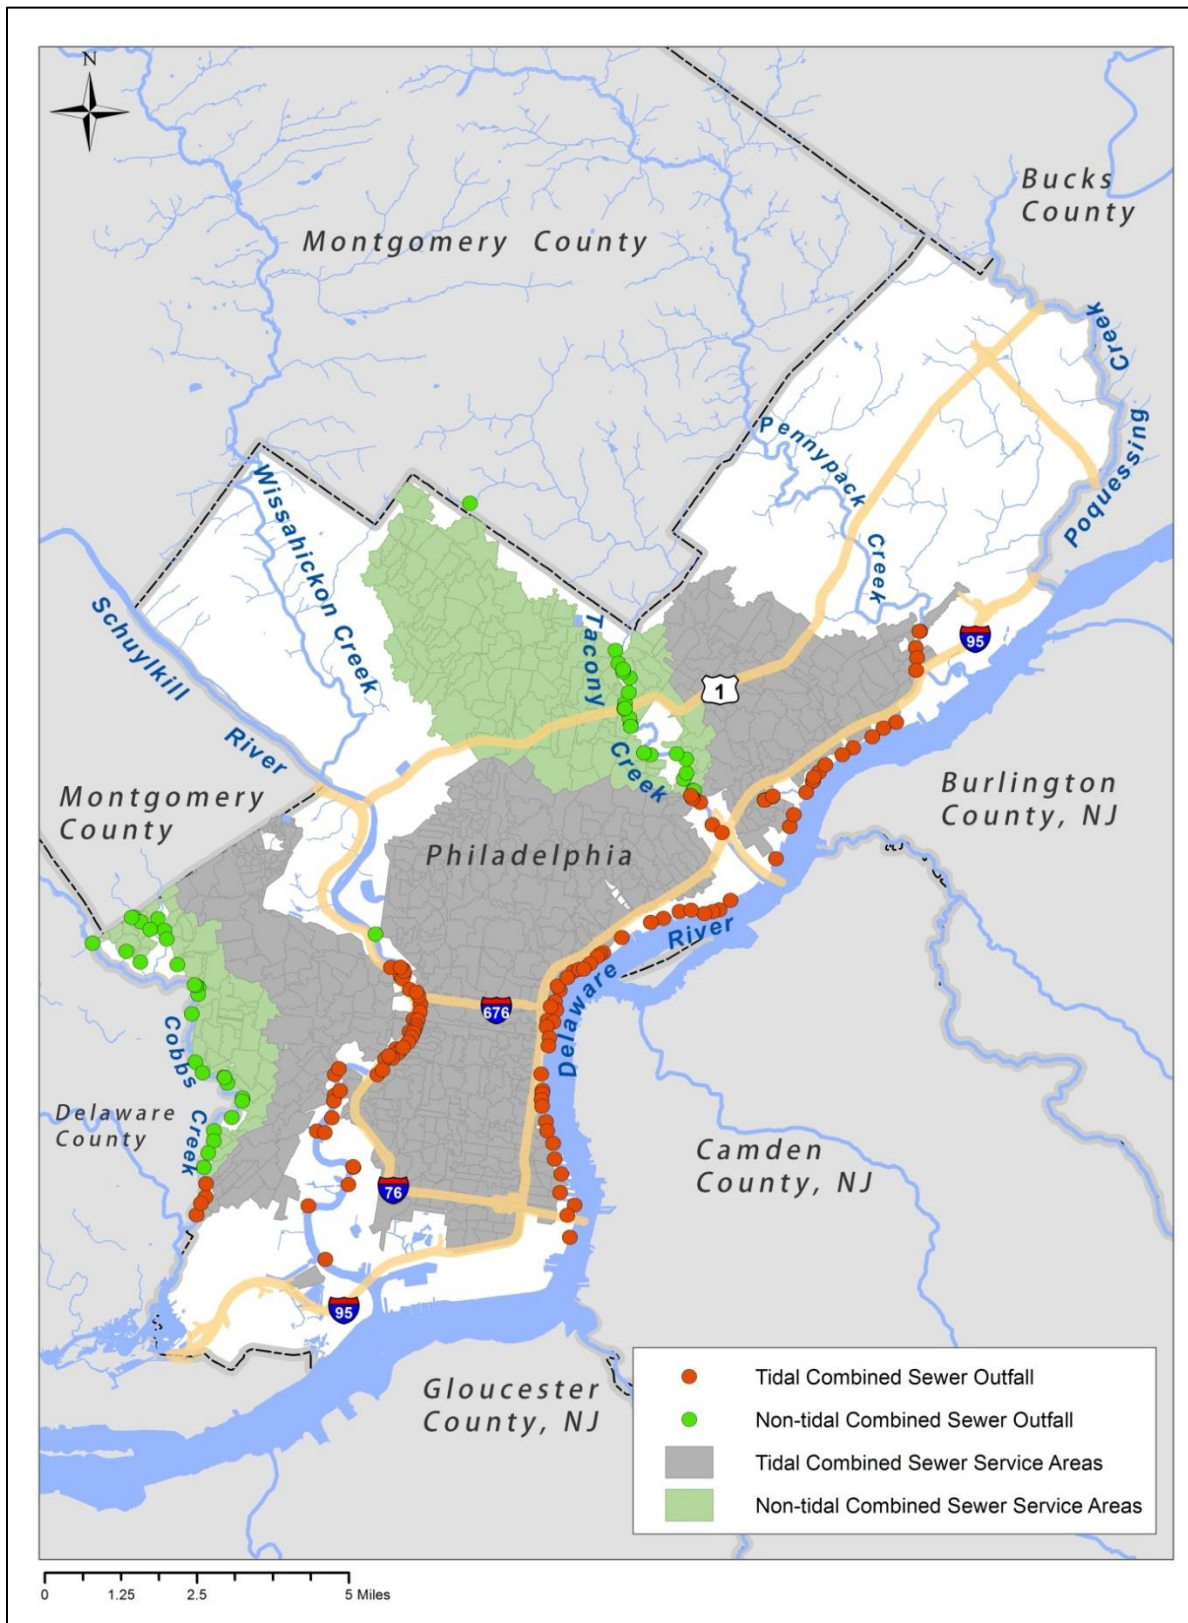 N
Bucks
County
Montgomery County
Poquessing Creek
Pennypack
Creek
Wissahickon Creek
Schuylkill
River
Tacony
Creek
95
1
Montgomery
County
Burlington
County, NJ
Philadelphia
River
Delaware
676
Cobbs
Creek
Delaware
County
Camden
County, NJ
76
95
Gloucester
County, NJ
Tidal Combined Sewer Outfall
Non-tidal Combined Sewer Outfall
Tidal Combined Sewer Service Areas
Non-tidal Combined Sewer Service Areas
0 1.25 2.5 5 Miles